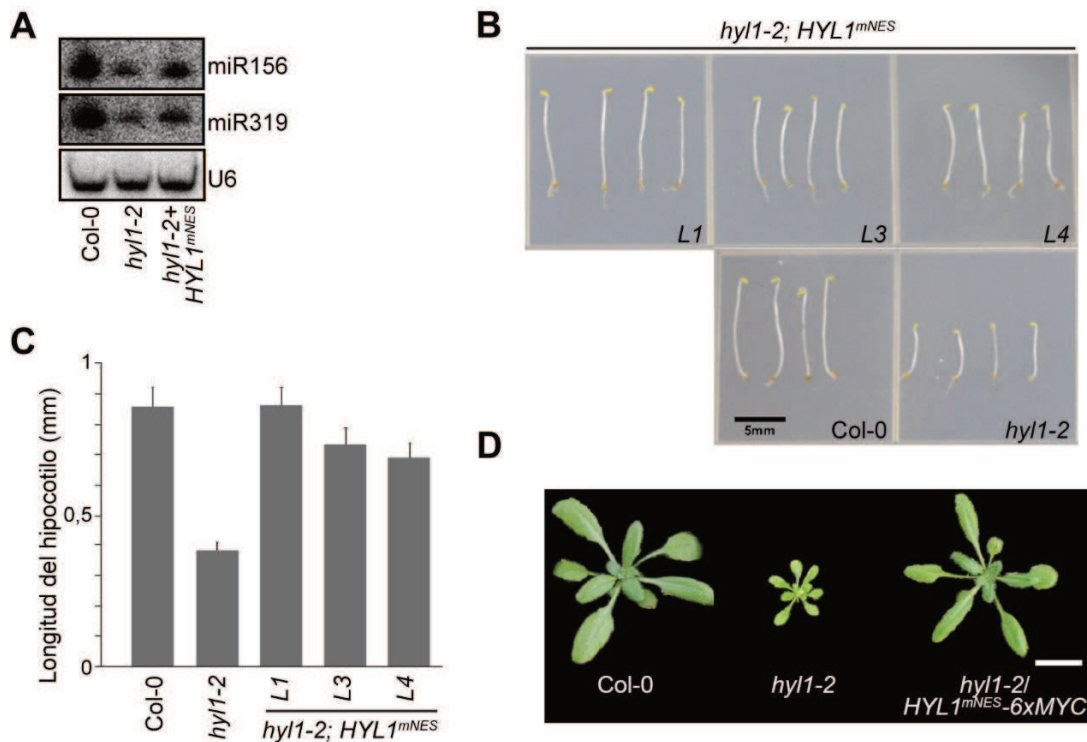 A
miR156
miR319
U6
Col-0
hyl1-2
hyl1-2+
HYL1mNES
B
hyl1-2; HYL1mNES
L1
L3
L4
5mm
Col-0
hyl1-2
C
Longitud del hipocotilo (mm)
1
0,5
0
Col-0
hyl1-2
L1
L3
L4
hyl1-2; HYL1mNES
D
Col-0
hyl1-2
hyl1-2/
HYL1mNES-6xMYC